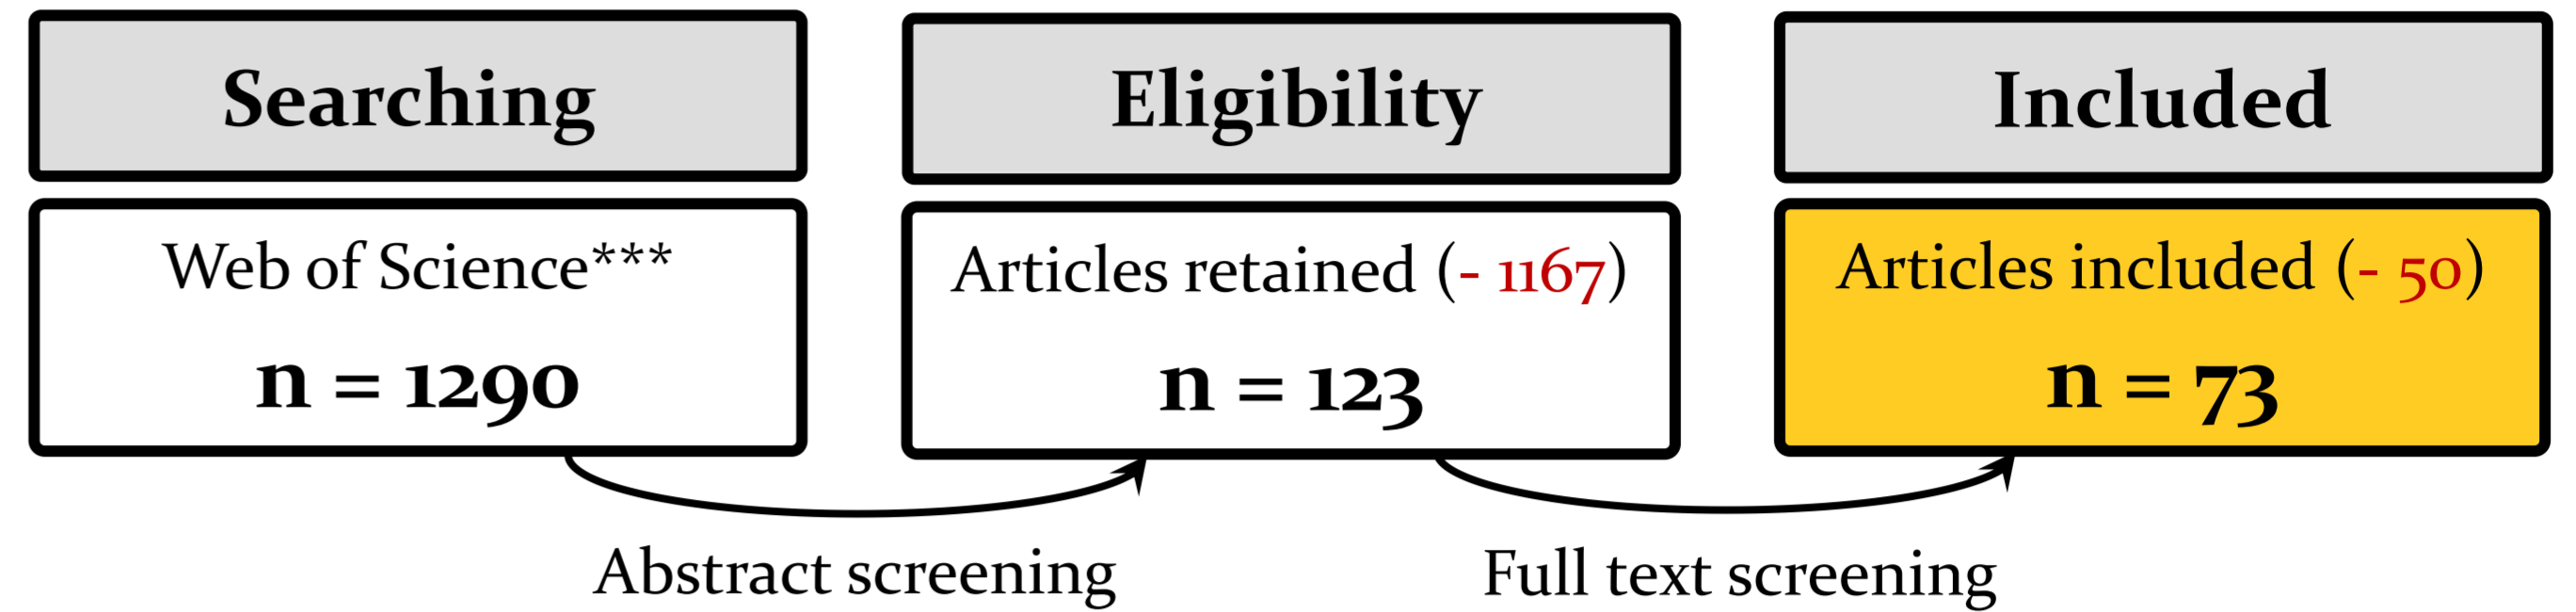 Searching
Web of Science***
n = 1290
Eligibility
Articles retained (- 1167)
n = 123
Included
Articles included (- 50)
n = 73
Abstract screening
Full text screening